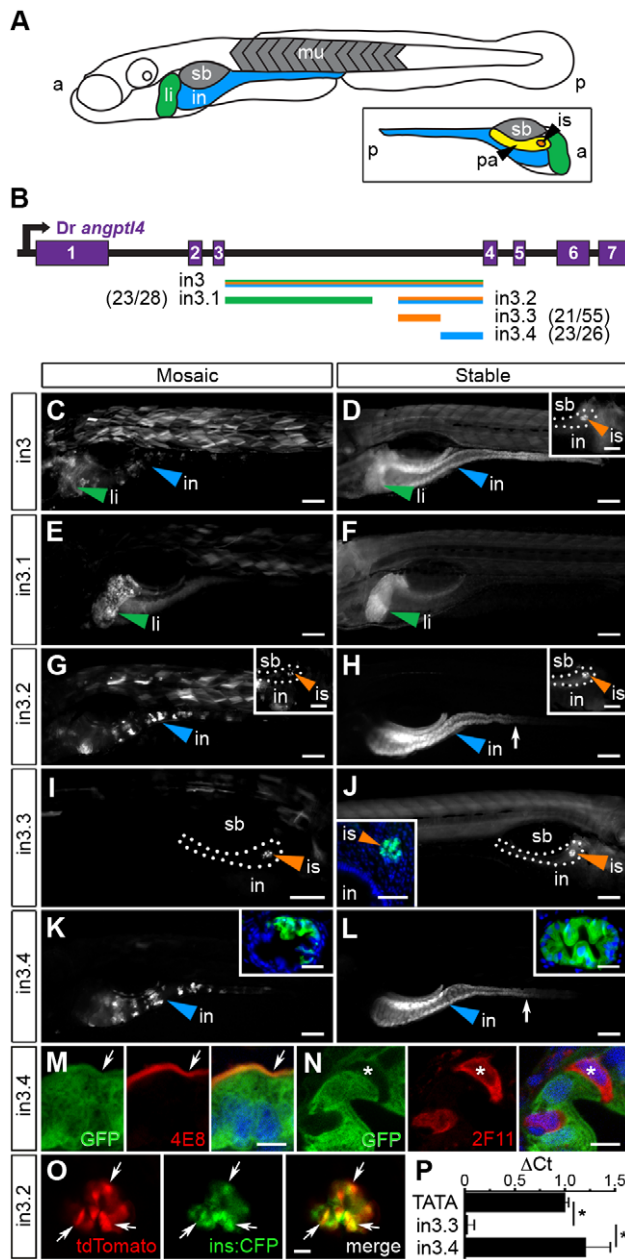 A
a
li
sb
in
mu
p
p
sb
is
pa
a
B
Dr angptl4
1 2 3 4 5 6 7
in3
(23/28) in3.1 in3.2
in3.3 (21/55)
in3.4 (23/26)
Mosaic Stable
in3
C
li
in
D
li
sb
in
is
in3.1
E
li
F
li
in3.2
G
in
sb
in
is
H
in
sb
in
is
in3.3
I
sb
in
is
J
is
in
sb
in
is
in3.4
K
in
L
in
in3.4
M
GFP
4E8
N
*
GFP
*
2F11
*
in3.2
O
tdTomato
ins:CFP
merge
P
ΔCt
0 0.5 1.0 1.5
TATA
in3.3
in3.4
*
*